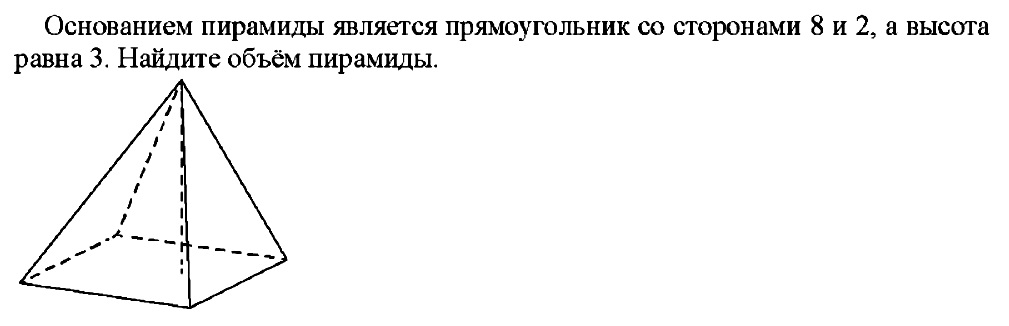 Основанием пирамиды является прямоугольник со сторонами 8 и 2, а высота
равна 3. Найдите объём пирамиды.